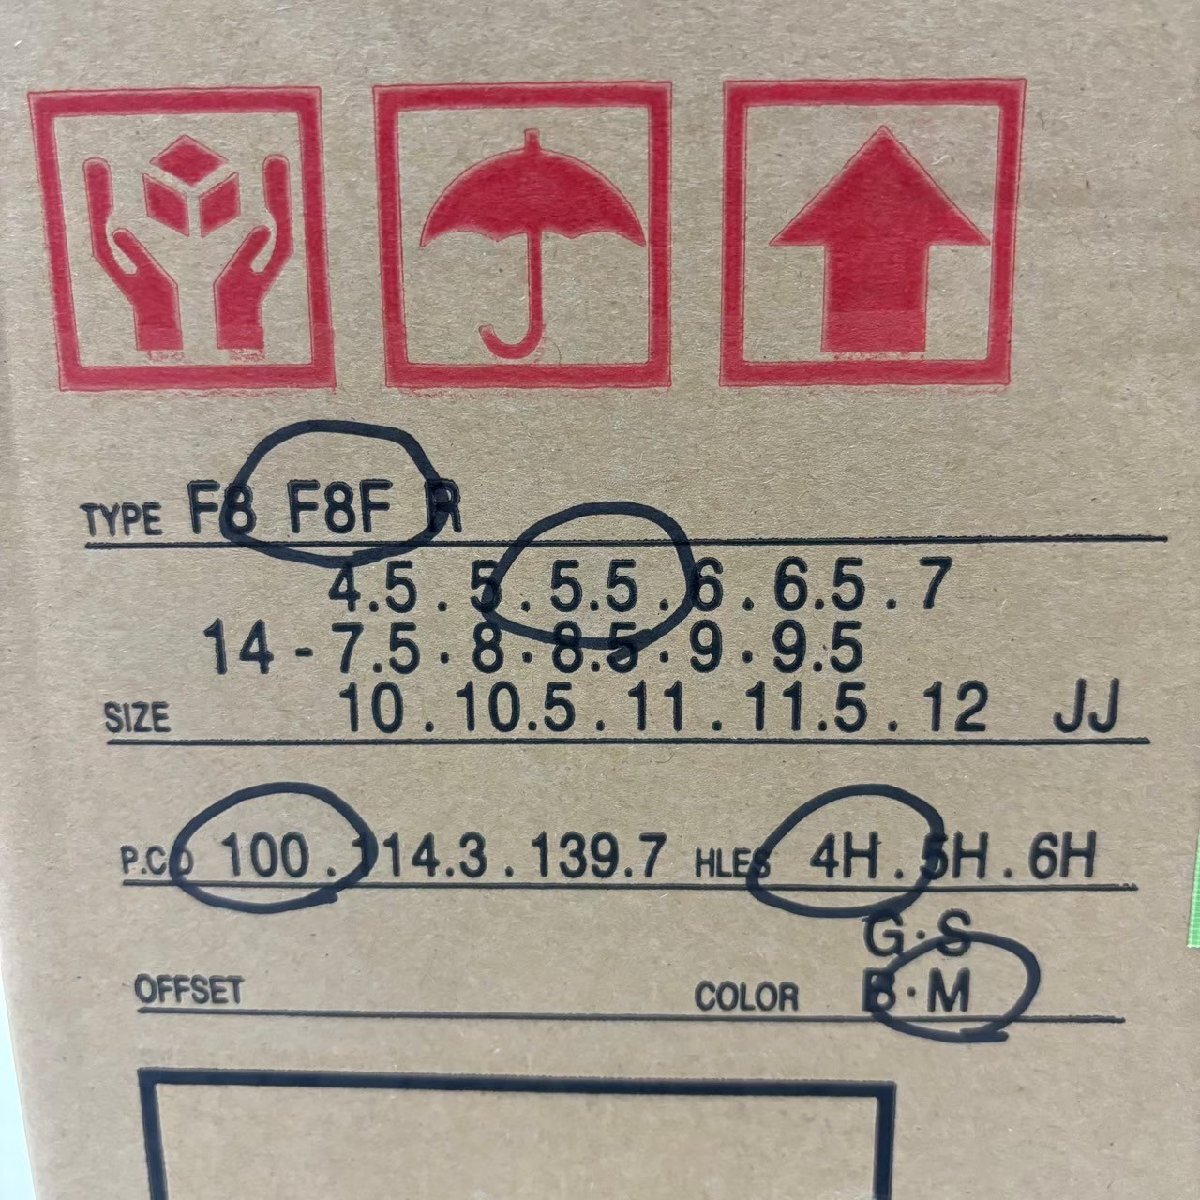 TYPE F8 F8F R
4.5 . 5 . 5.5 . 6 . 6.5 . 7
14 - 7.5 . 8 . 8.5 . 9 . 9.5
SIZE 10 . 10.5 . 11 . 11.5 . 12 JJ
P.C.D 100 . 114.3 . 139.7 HLES 4H . 5H . 6H
G · S
OFFSET COLOR B · M